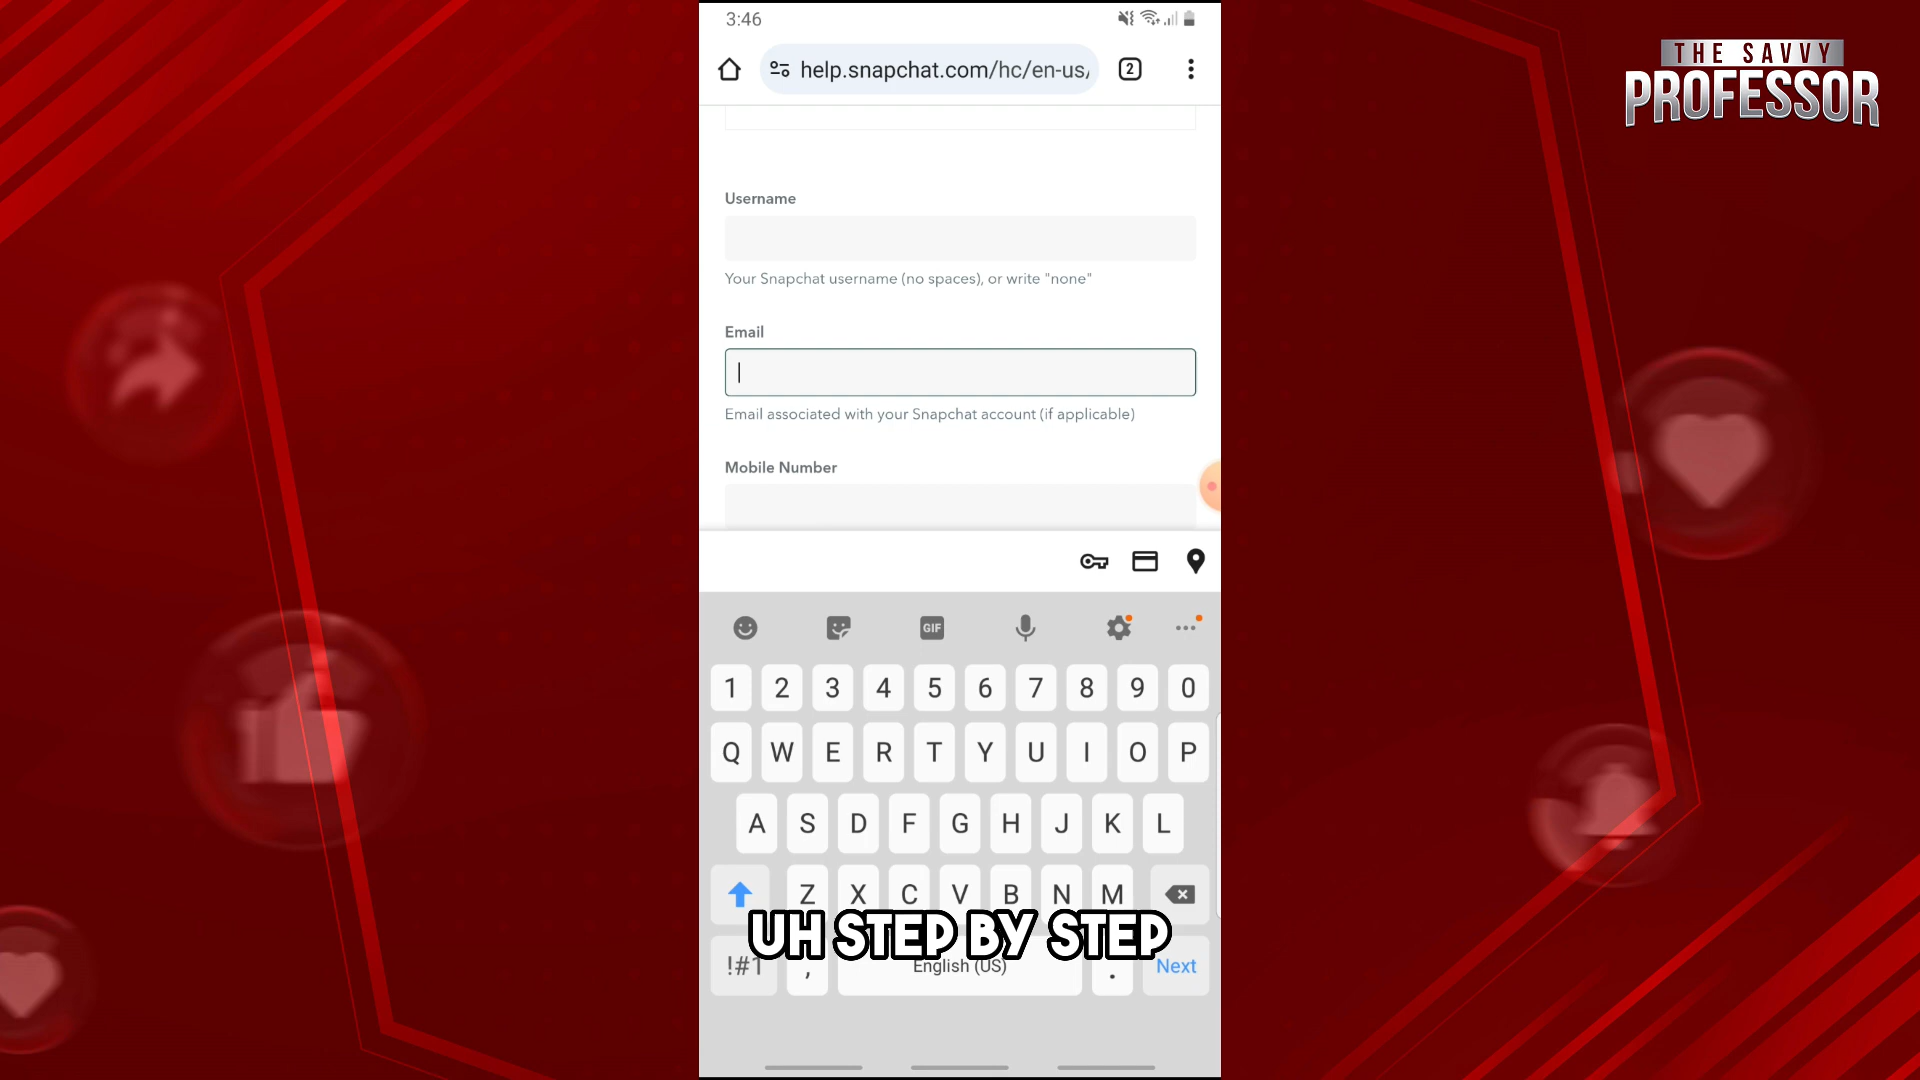 3:46
THE SAVVY
PROFESSOR
help.snapchat.com/hc/en-us/
2
Username
Your Snapchat username (no spaces), or write "none"
Email
Email associated with your Snapchat account (if applicable)
Mobile Number
GIF
1 2 3 4 5 6 7 8 9 0
Q W E R T Y U I O P
A S D F G H J K L
Z X C V B N M
UH STEP BY STEP
!#1 , English (US) . Next